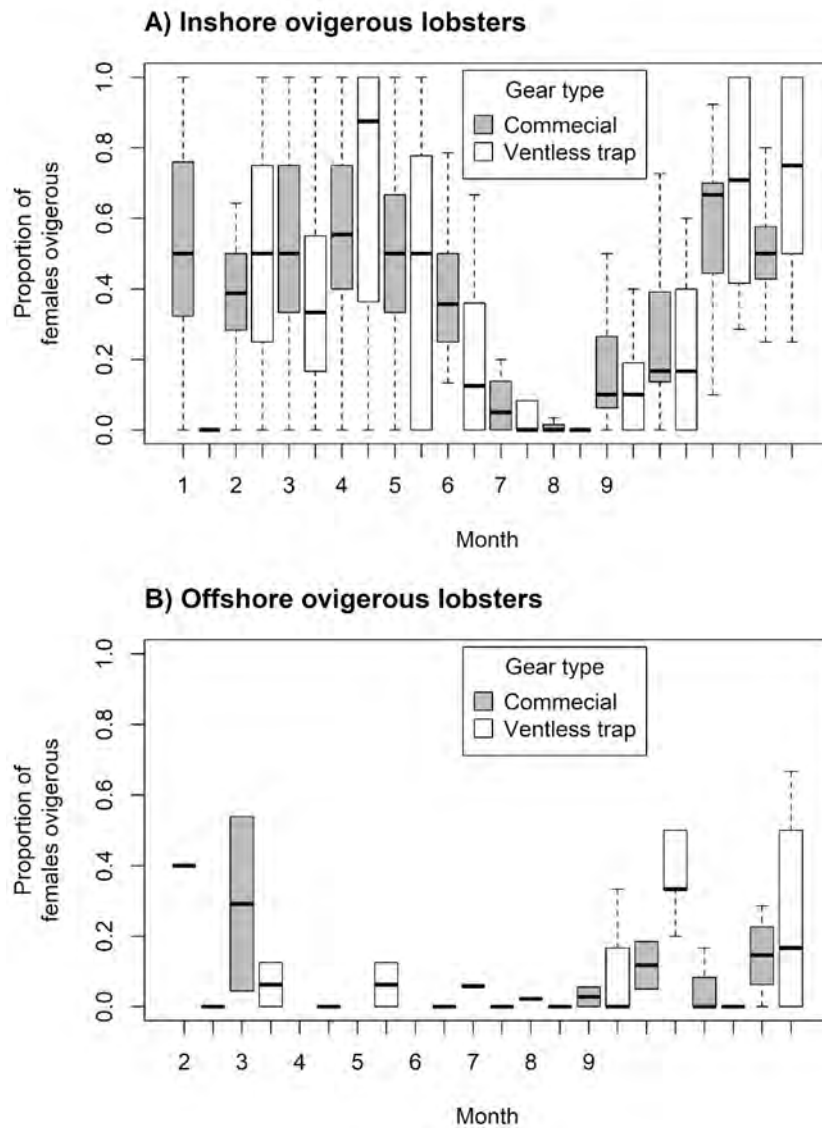 A) Inshore ovigerous lobsters
Gear type
Commecial
Ventless trap
Proportion of
females ovigerous
1.0
0.8
0.6
0.4
0.2
0.0
1 2 3 4 5 6 7 8 9
Month
B) Offshore ovigerous lobsters
Gear type
Commecial
Ventless trap
Proportion of
females ovigerous
1.0
0.8
0.6
0.4
0.2
0.0
2 3 4 5 6 7 8 9
Month